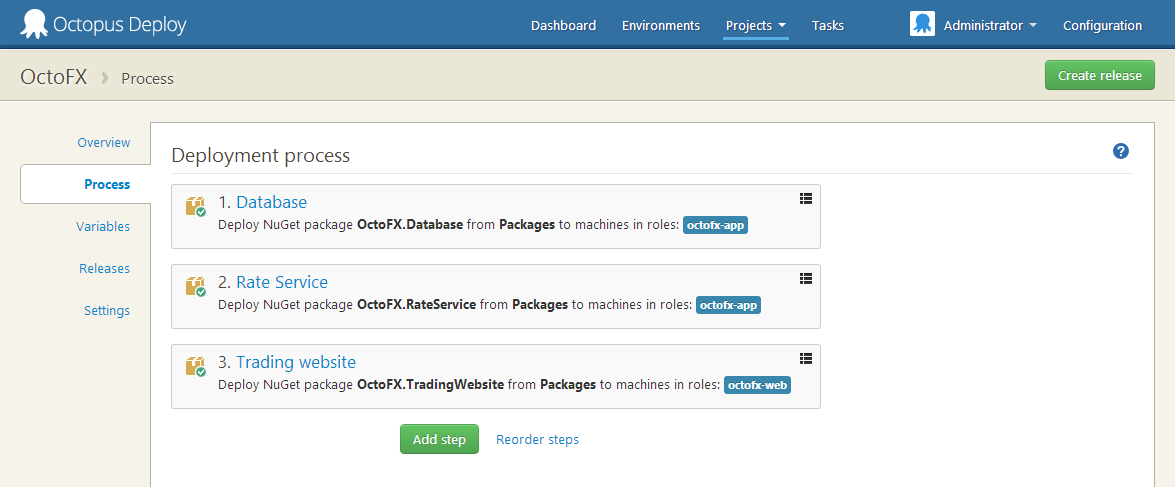 Octopus Deploy Dashboard Environments Projects Tasks Administrator Configuration
OctoFX Process Create release
Overview
Process
Variables
Releases
Settings
Deployment process ?
1. Database
Deploy NuGet package OctoFX.Database from Packages to machines in roles: octofx-app
2. Rate Service
Deploy NuGet package OctoFX.RateService from Packages to machines in roles: octofx-app
3. Trading website
Deploy NuGet package OctoFX.TradingWebsite from Packages to machines in roles: octofx-web
Add step Reorder steps